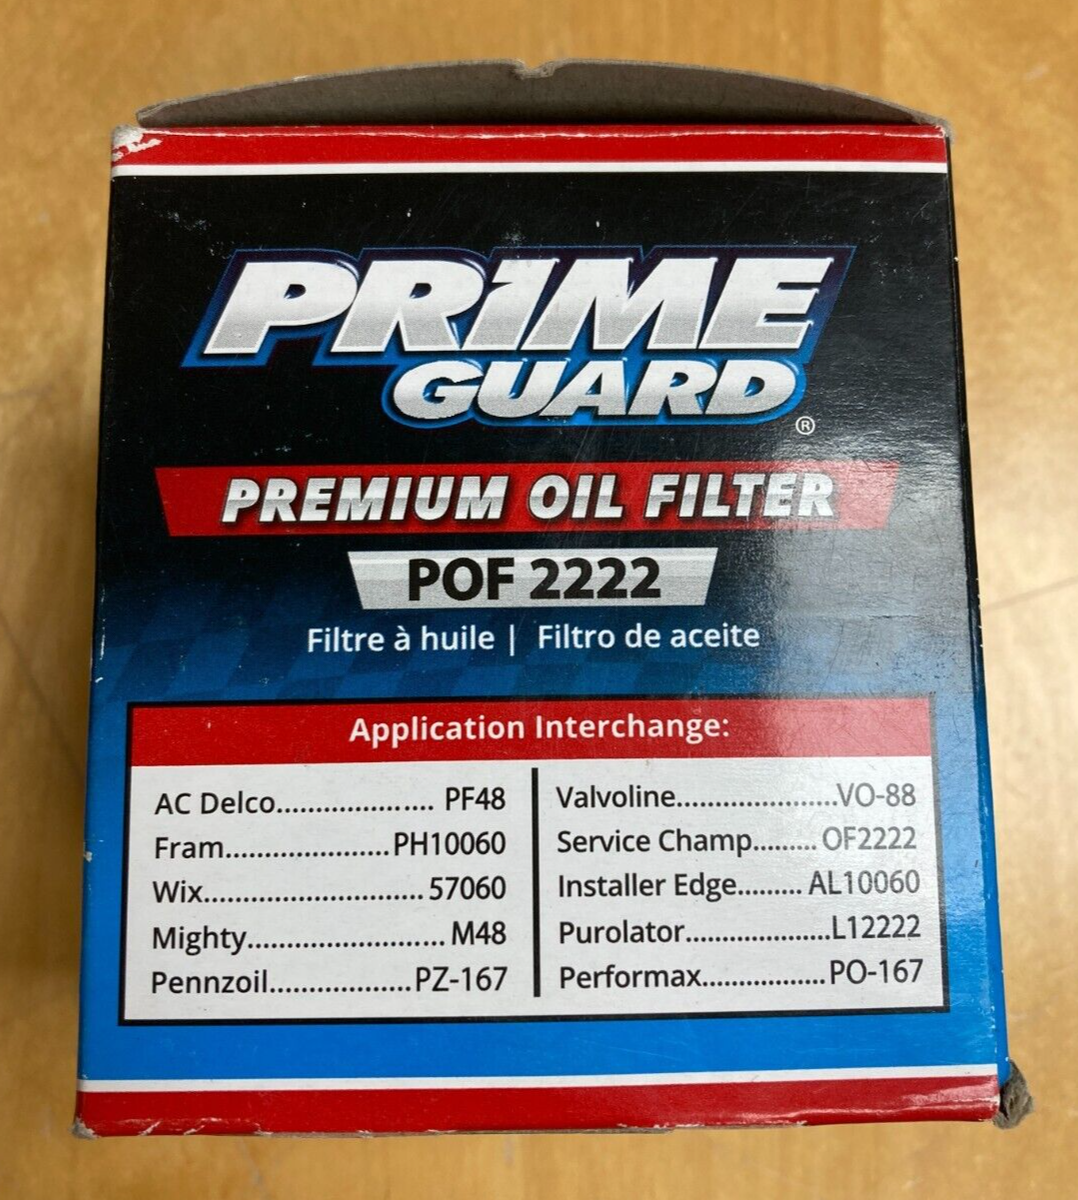 PRIME
GUARD®
PREMIUM OIL FILTER
POF 2222
Filtre à huile | Filtro de aceite
Application Interchange:
AC Delco.................... PF48
Fram.....................PH10060
Wix............................ 57060
Mighty......................... M48
Pennzoil..................PZ-167
Valvoline.....................VO-88
Service Champ........ OF2222
Installer Edge......... AL10060
Purolator..................L12222
Performax................PO-167